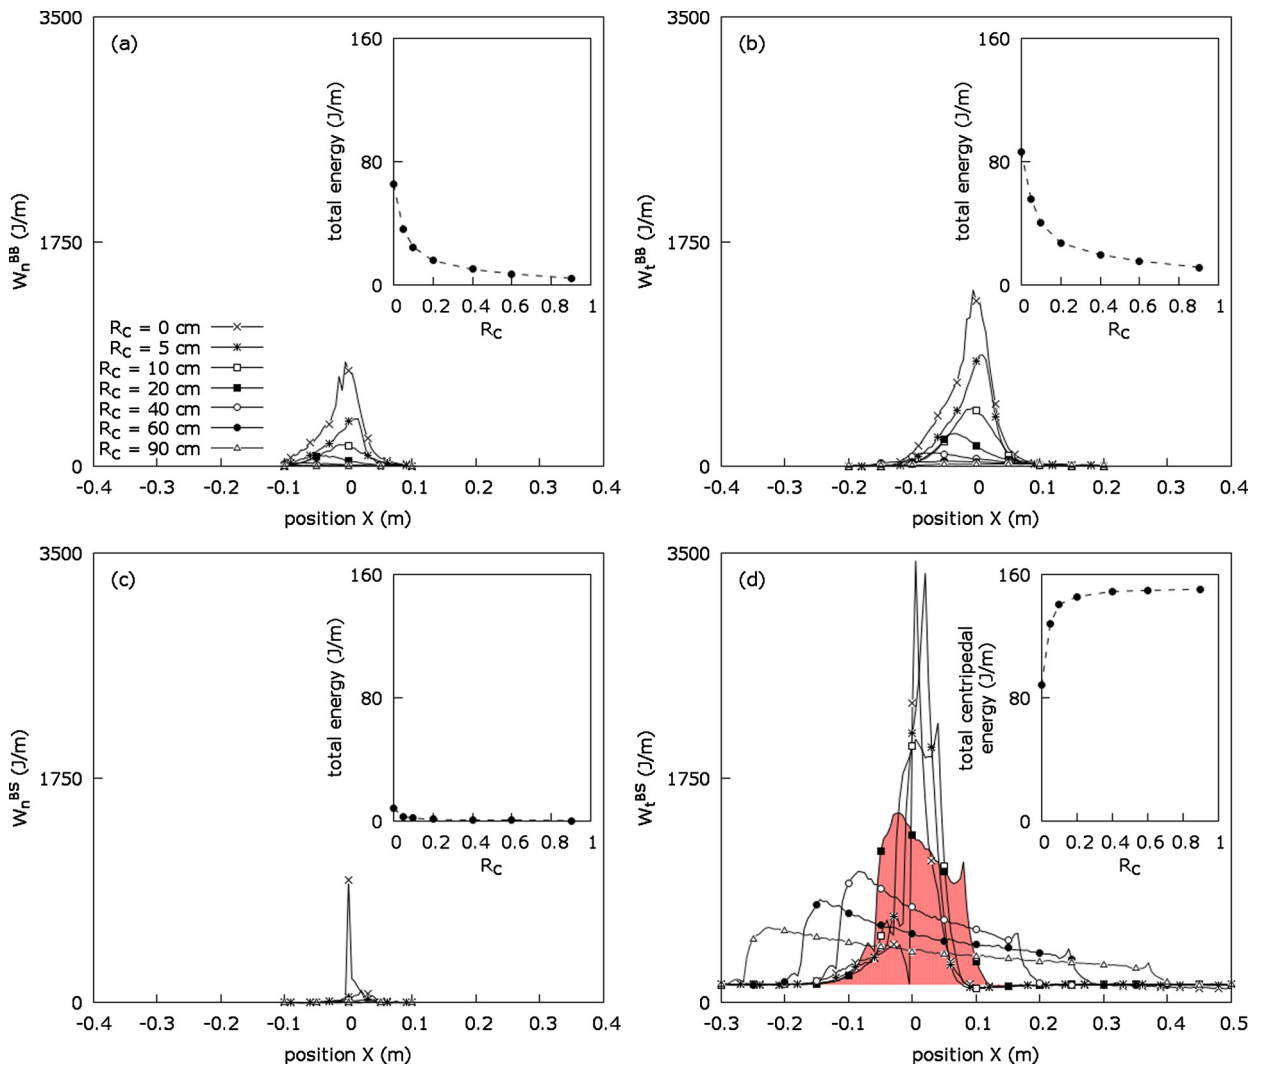 3500
(a)
160
total energy (J/m)
80
0
0 0.2 0.4 0.6 0.8 1
R_C
W_n^BB (J/m)
1750
R_C = 0 cm
R_C = 5 cm
R_C = 10 cm
R_C = 20 cm
R_C = 40 cm
R_C = 60 cm
R_C = 90 cm
0
-0.4 -0.3 -0.2 -0.1 0 0.1 0.2 0.3 0.4
position X (m)
3500
(b)
160
total energy (J/m)
80
0
0 0.2 0.4 0.6 0.8 1
R_C
W_t^BB (J/m)
1750
0
-0.4 -0.3 -0.2 -0.1 0 0.1 0.2 0.3 0.4
position X (m)
3500
(c)
160
total energy (J/m)
80
0
0 0.2 0.4 0.6 0.8 1
R_C
W_n^BS (J/m)
1750
0
-0.4 -0.3 -0.2 -0.1 0 0.1 0.2 0.3 0.4
position X (m)
3500
(d)
160
total centripedal
energy (J/m)
80
0
0 0.2 0.4 0.6 0.8 1
R_C
W_t^BS (J/m)
1750
0
-0.3 -0.2 -0.1 0 0.1 0.2 0.3 0.4 0.5
position X (m)